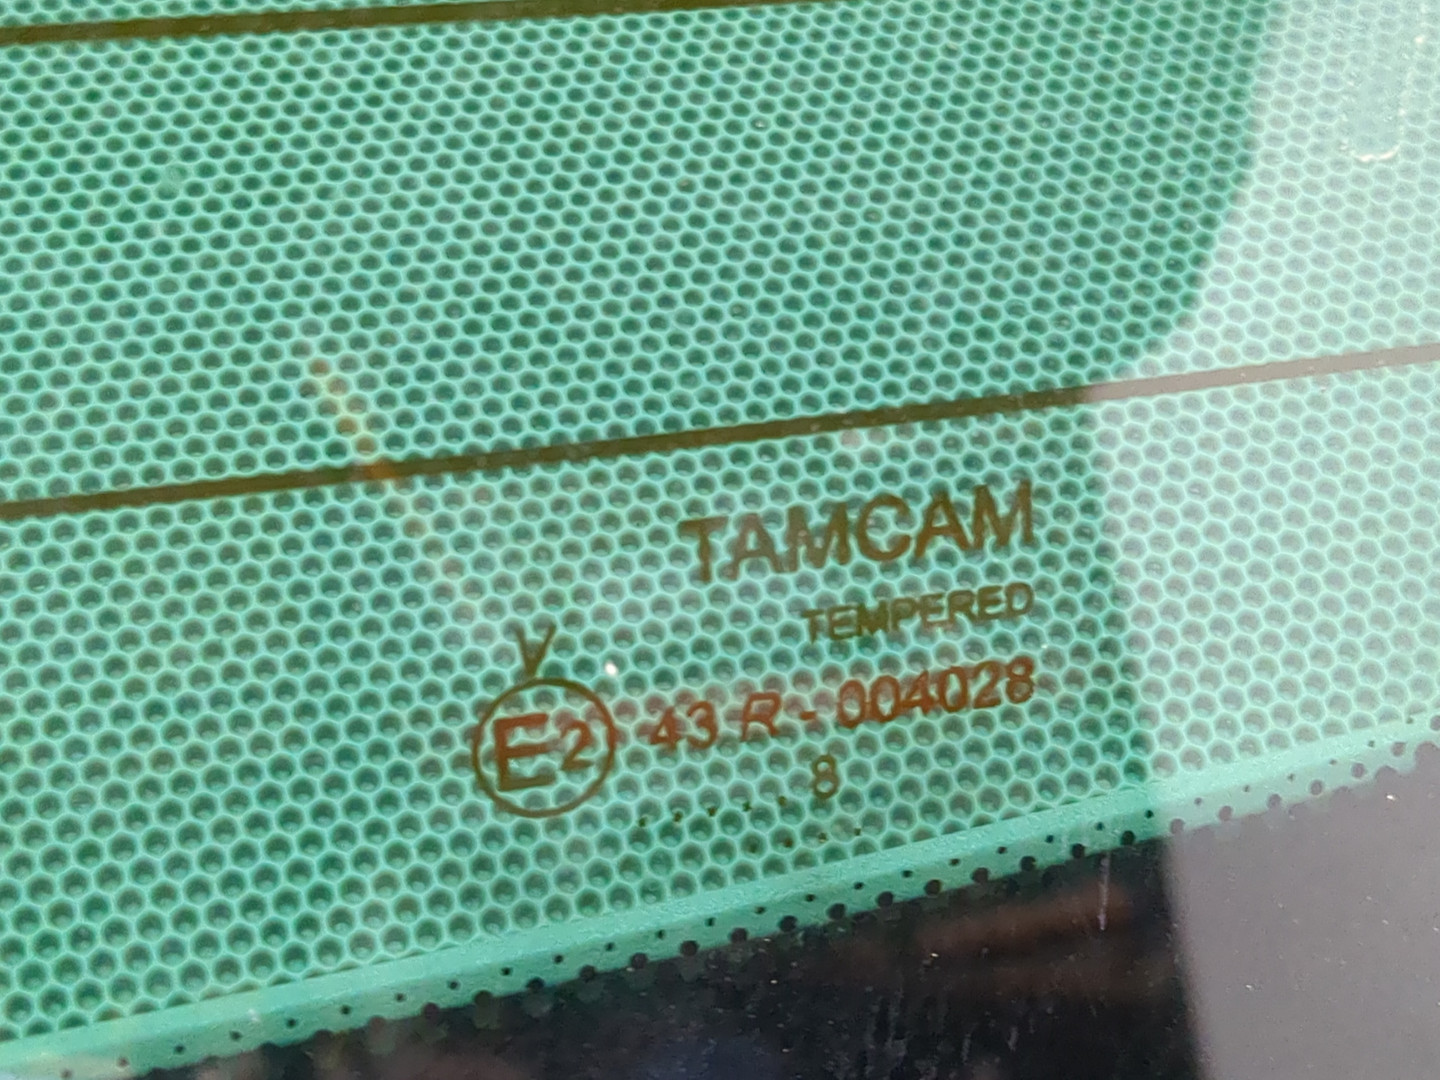 TAMCAM
TEMPERED
V
E2 43 R - 004028
. . . . . 8
. . . .